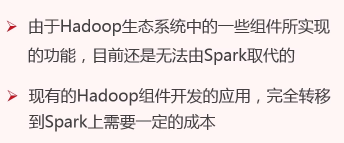 由于Hadoop生态系统中的一些组件所实现
的功能，目前还是无法由Spark取代的
现有的Hadoop组件开发的应用，完全转移
到Spark上需要一定的成本